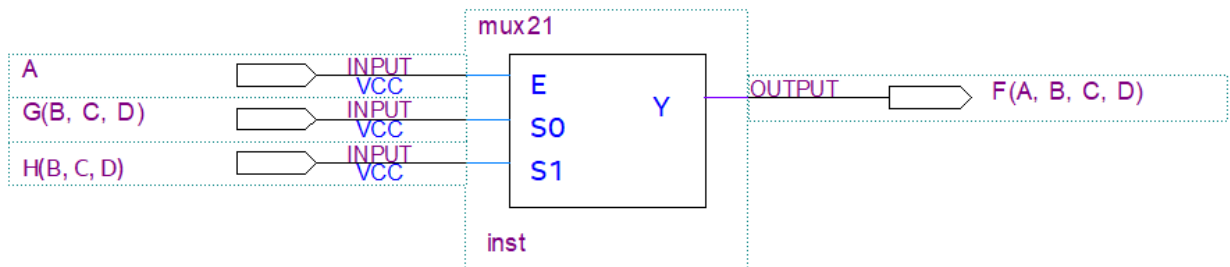 mux21
A INPUT VCC E
G(B, C, D) INPUT VCC S0
H(B, C, D) INPUT VCC S1
Y OUTPUT F(A, B, C, D)
inst